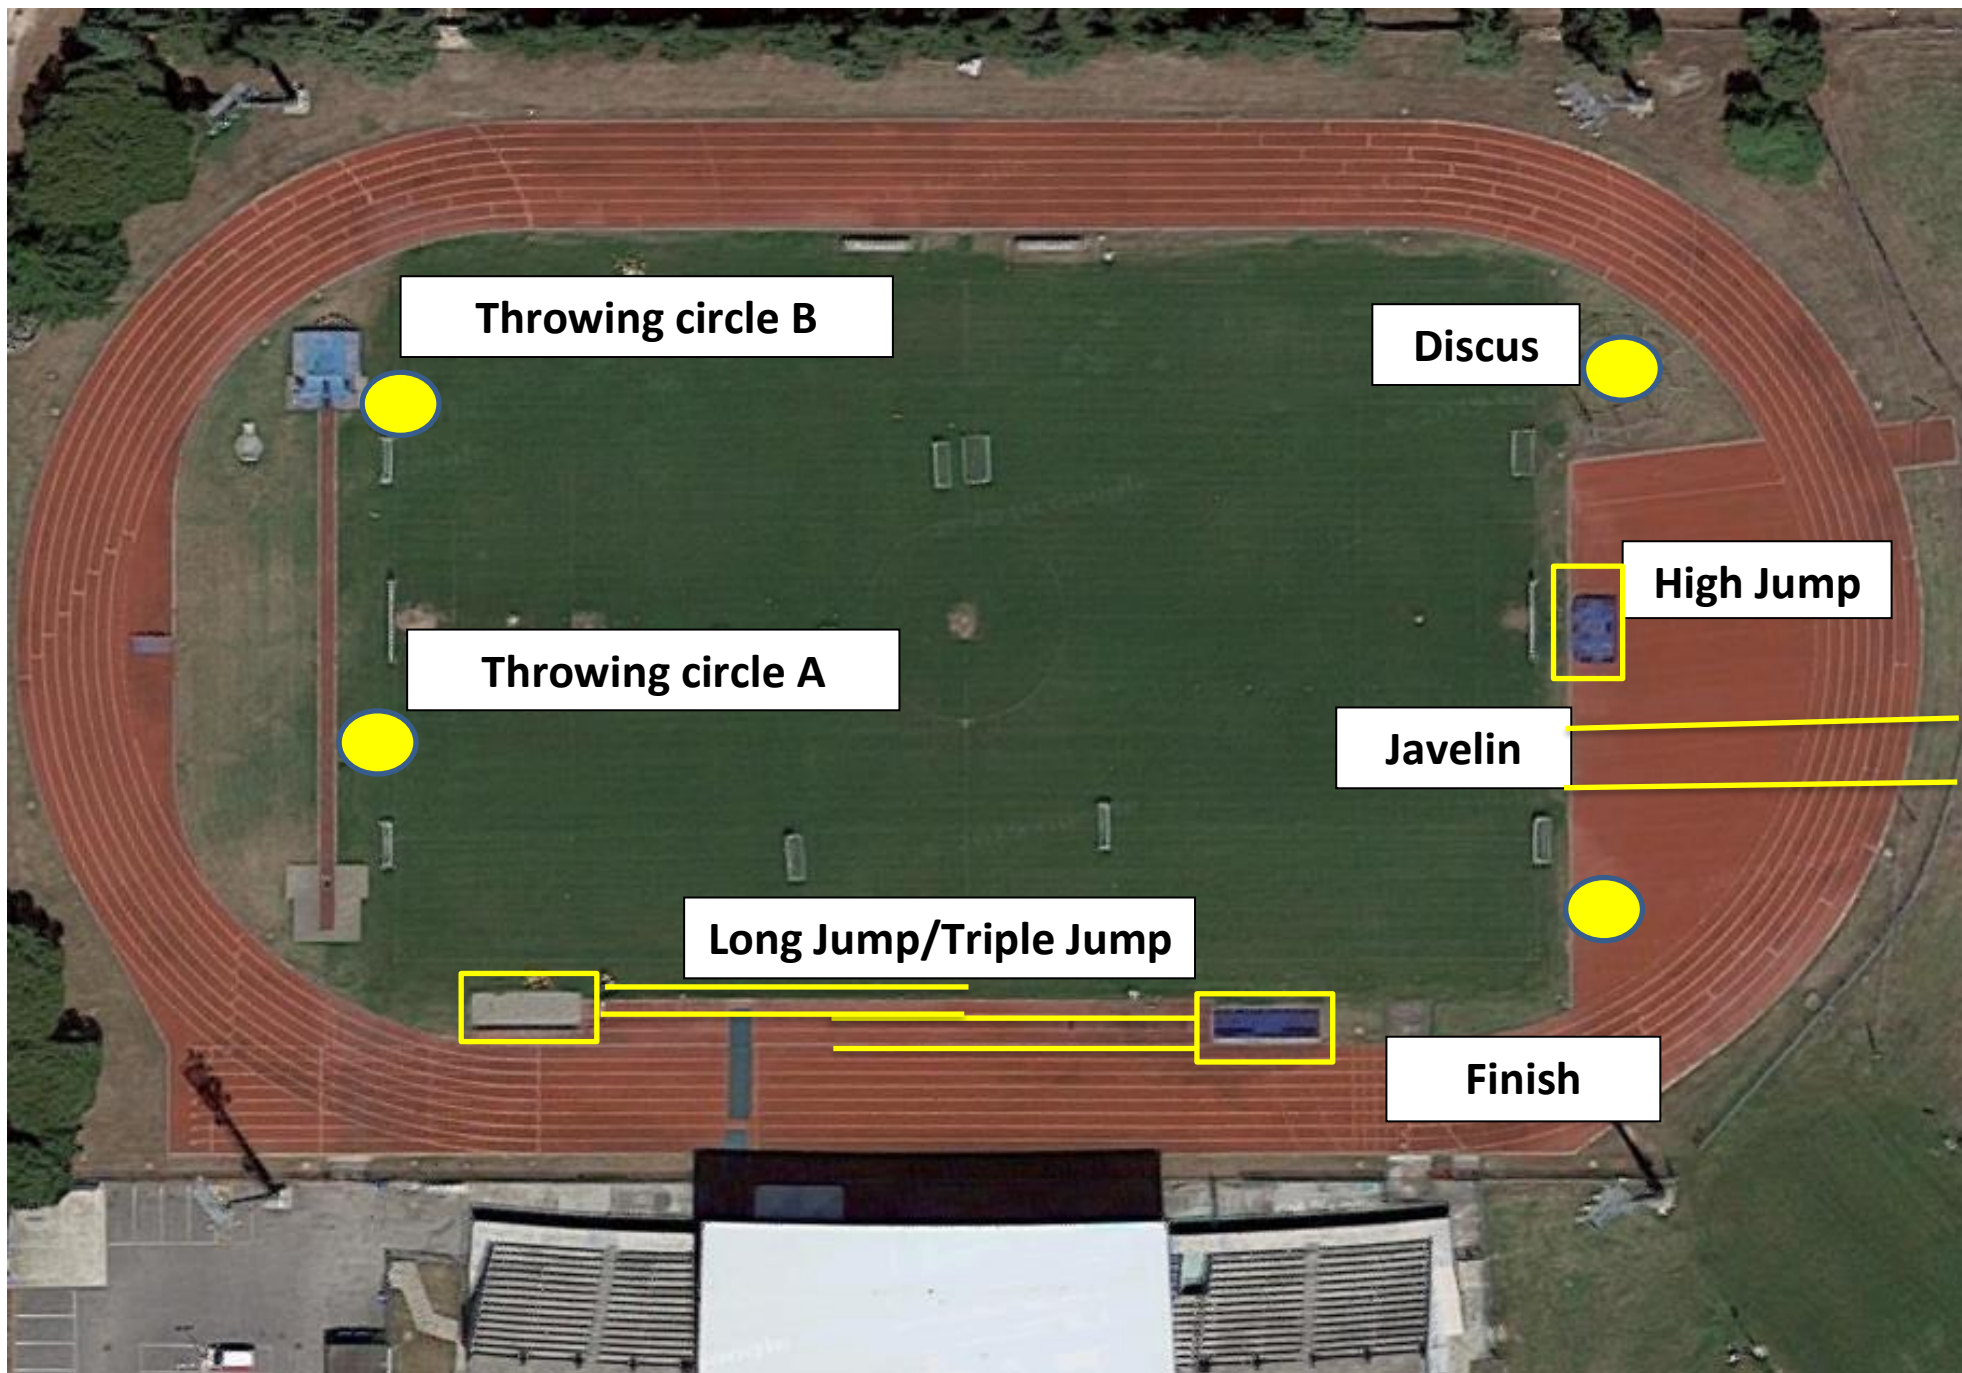 Throwing circle B
Discus
High Jump
Throwing circle A
Javelin
Long Jump/Triple Jump
Finish